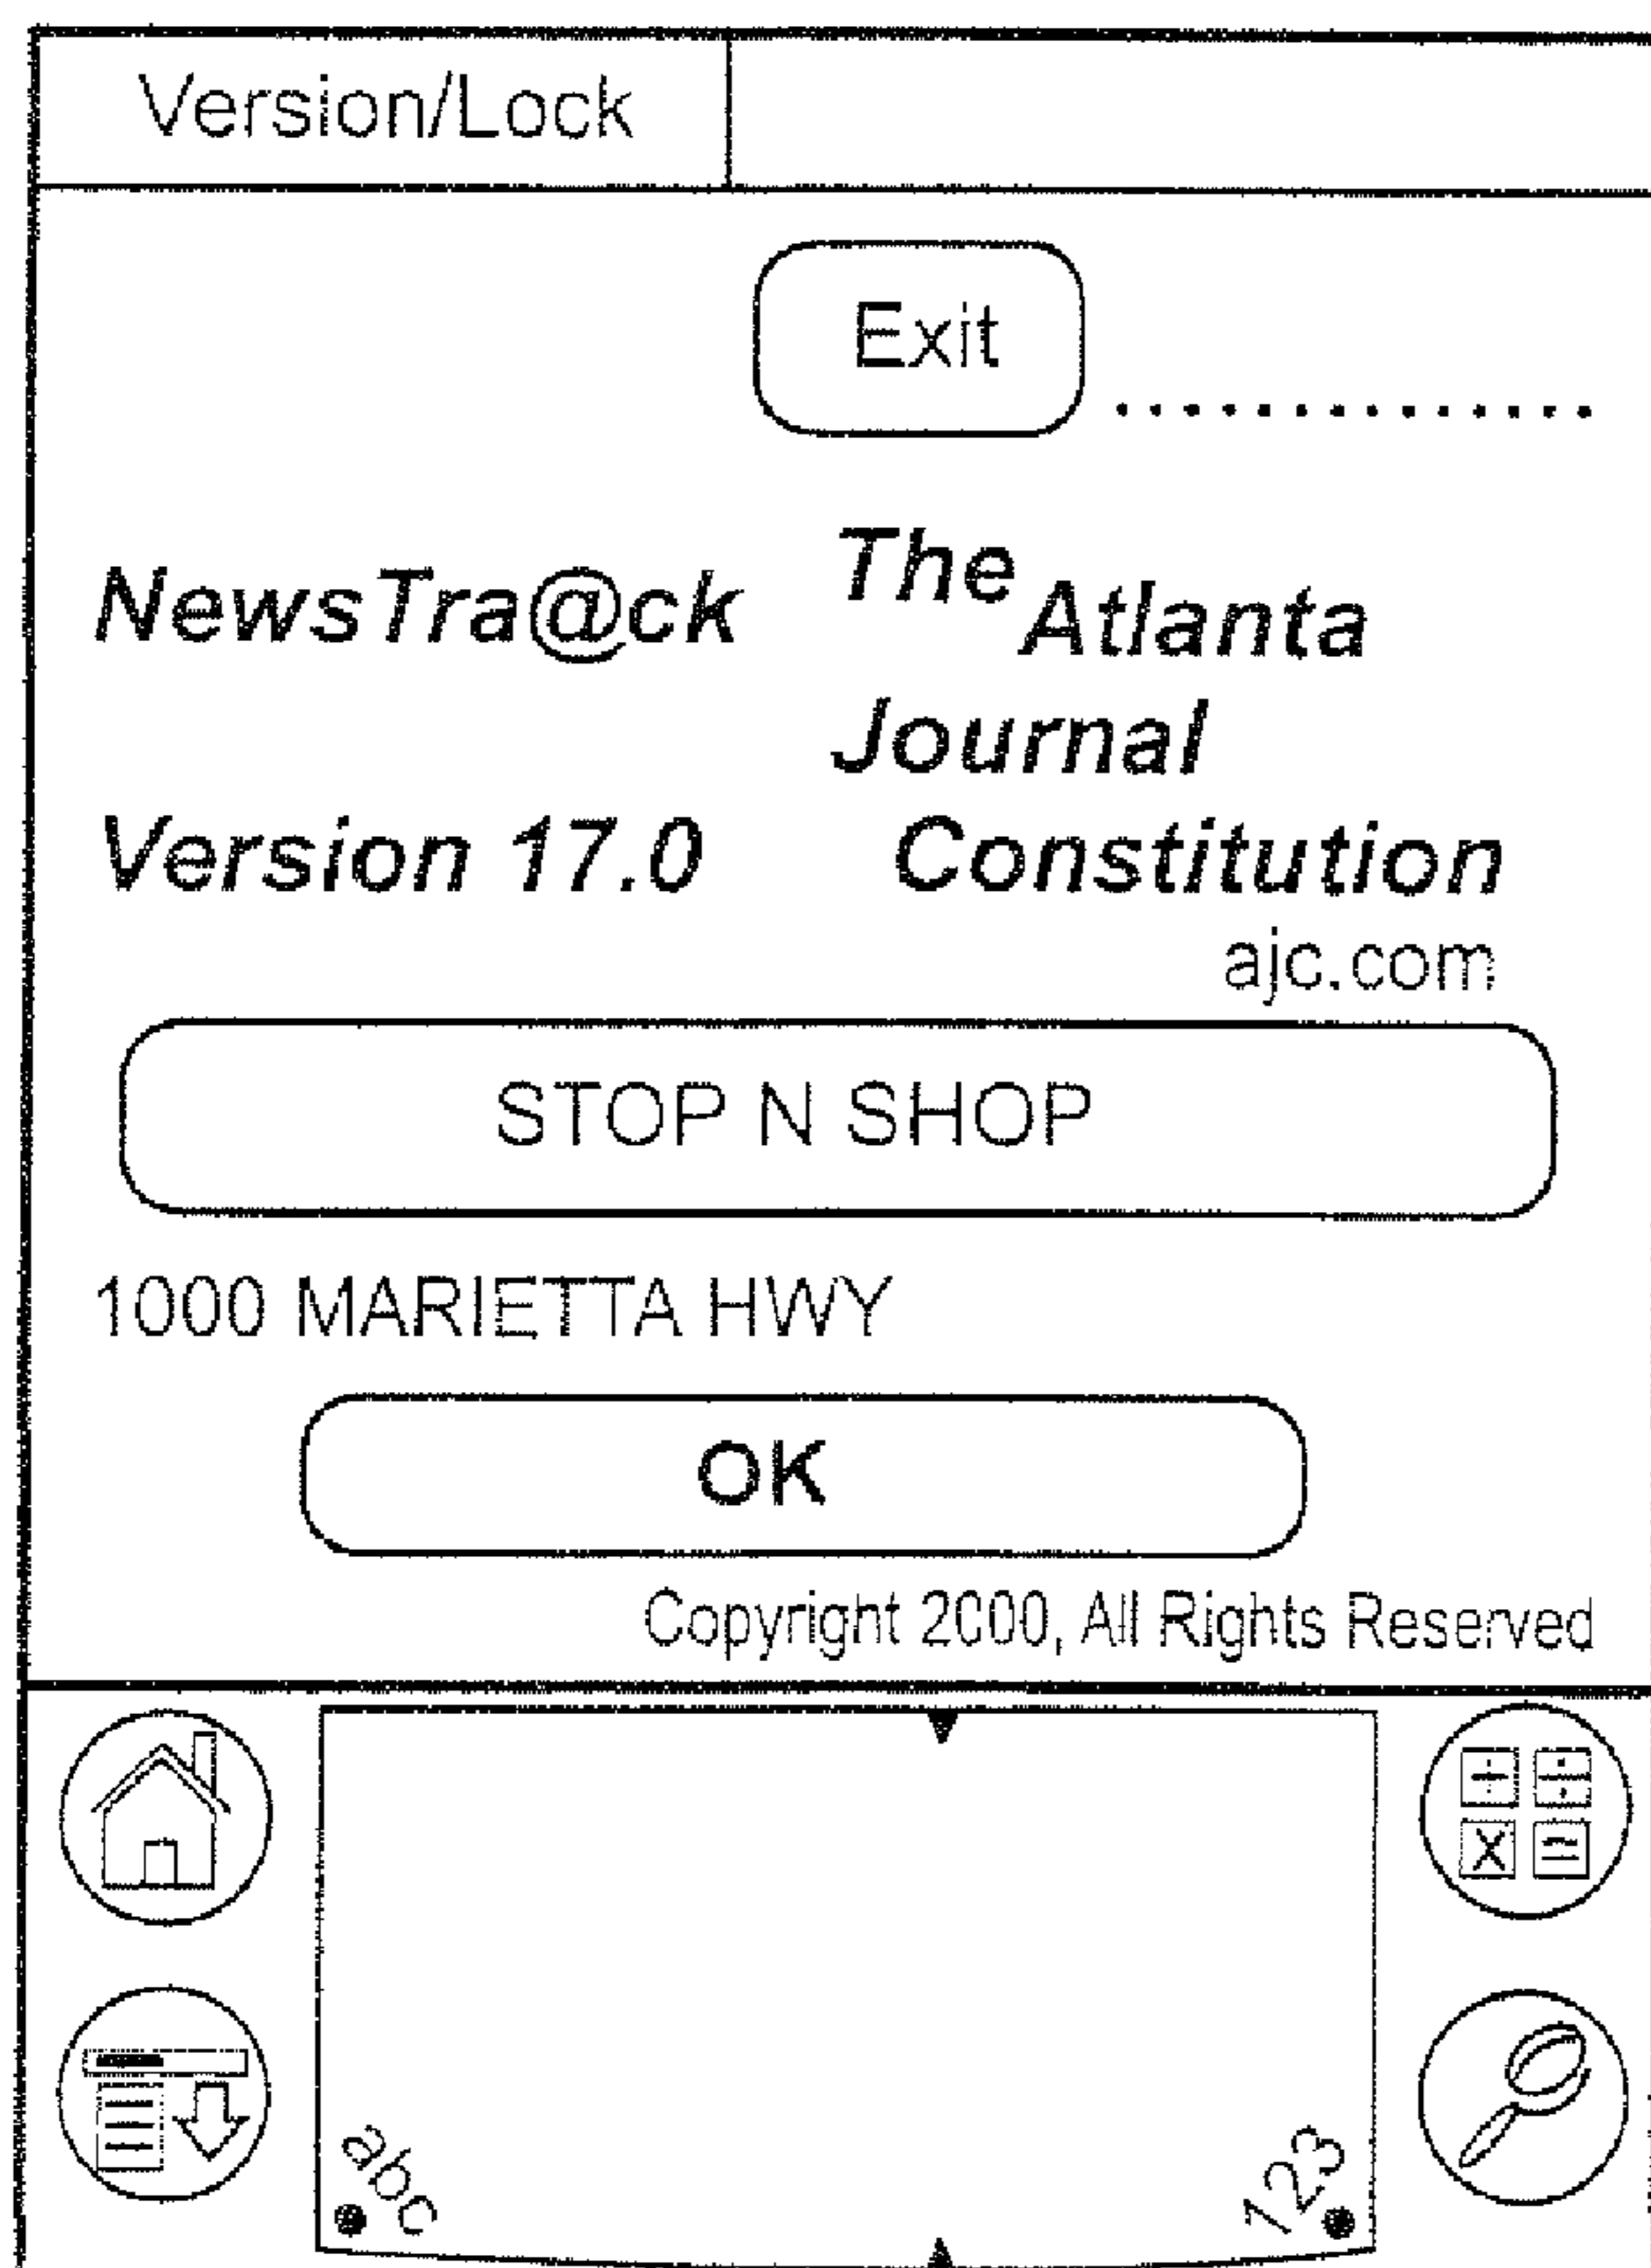 Version/Lock
Exit ..............
NewsTra@ck
The Atlanta
Journal
Version 17.0
Constitution
ajc.com
STOP N SHOP
1000 MARIETTA HWY
OK
Copyright 2000, All Rights Reserved
abc
123